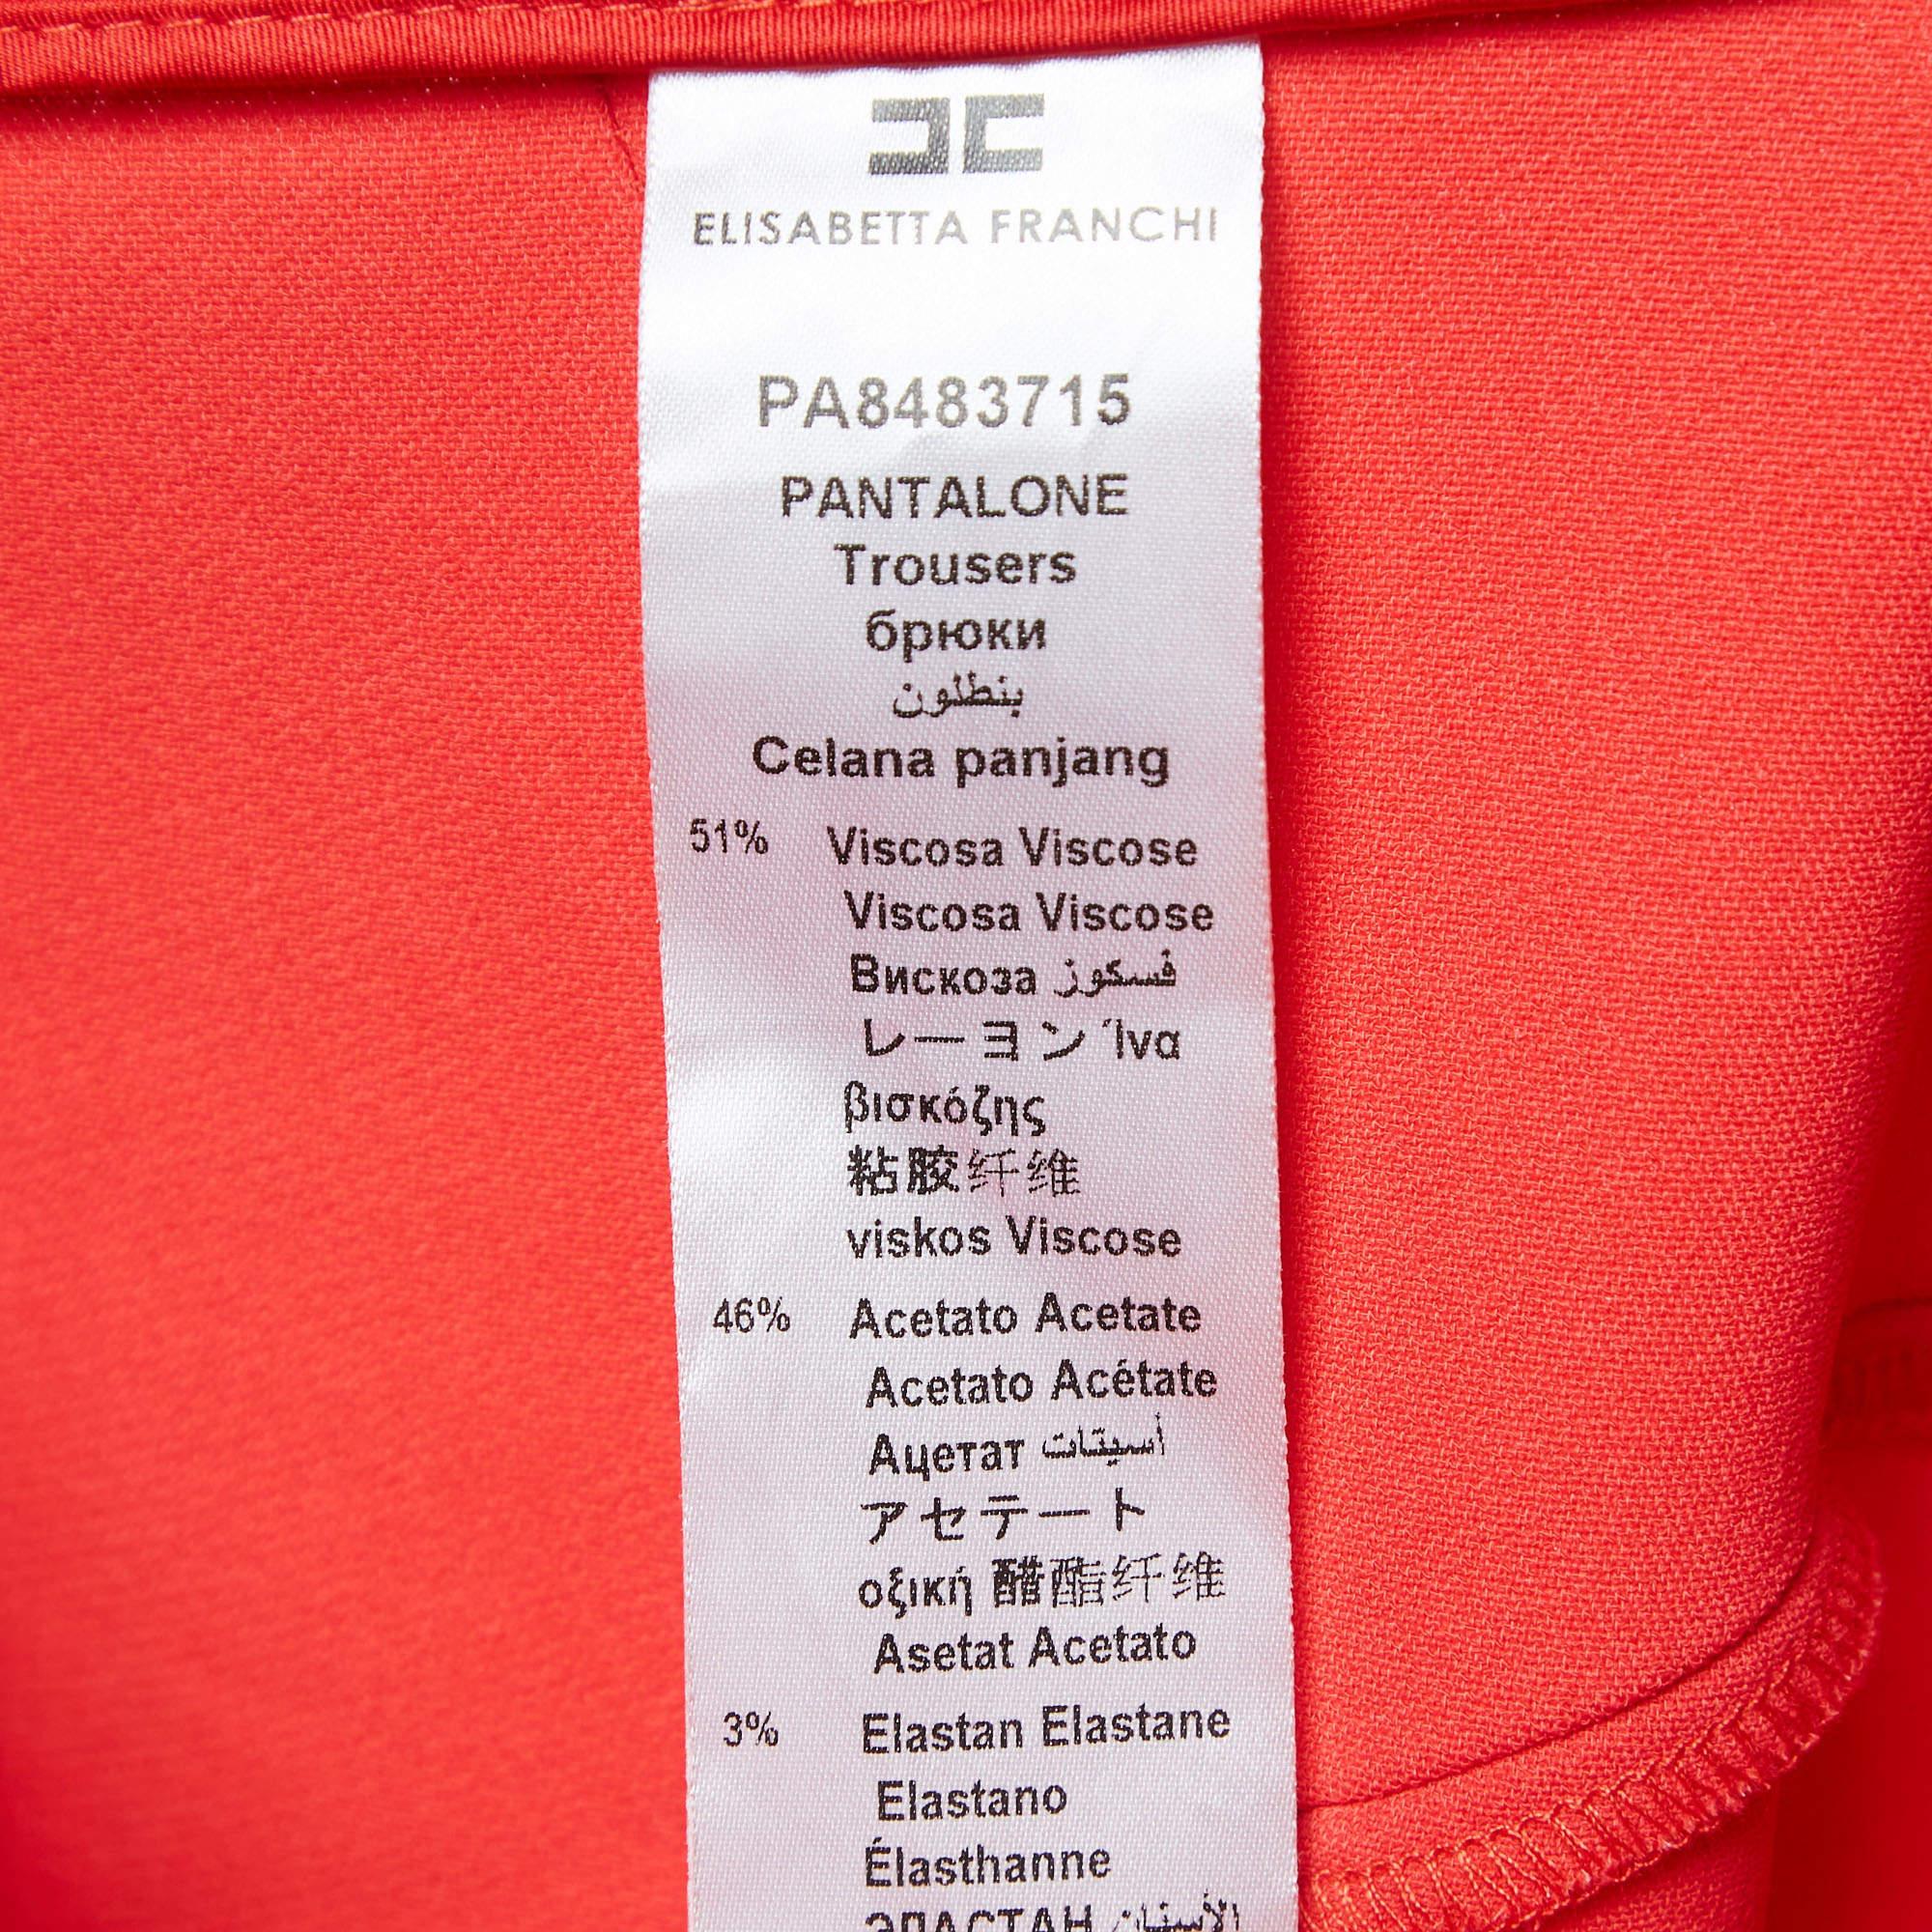 ELISABETTA FRANCHI
PA8483715
PANTALONE
Trousers
брюки
بنطلون
Celana panjang
51% Viscosa Viscose
Viscosa Viscose
Вискоза فسكوز
レーヨン Ίνα
βισκόζης
粘胶纤维
viskos Viscose
46% Acetato Acetate
Acetato Acétate
Ацетат أسيتات
アセテート
οξική 醋酯纤维
Asetat Acetato
3% Elastan Elastane
Elastano
Élasthanne
ЭЛАСТАН